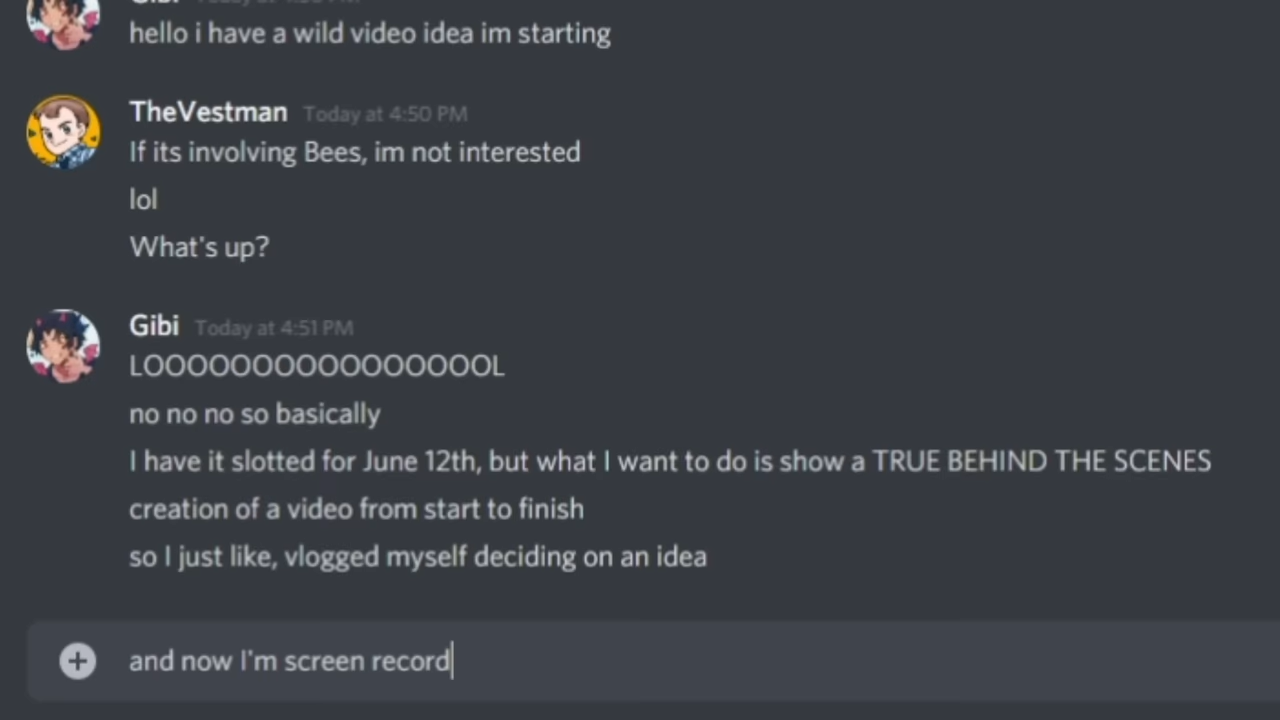 Gibi
hello i have a wild video idea im starting
TheVestman Today at 4:50 PM
If its involving Bees, im not interested
lol
What's up?
Gibi Today at 4:51 PM
LOOOOOOOOOOOOOOOOL
no no no so basically
I have it slotted for June 12th, but what I want to do is show a TRUE BEHIND THE SCENES
creation of a video from start to finish
so I just like, vlogged myself deciding on an idea
and now I'm screen record